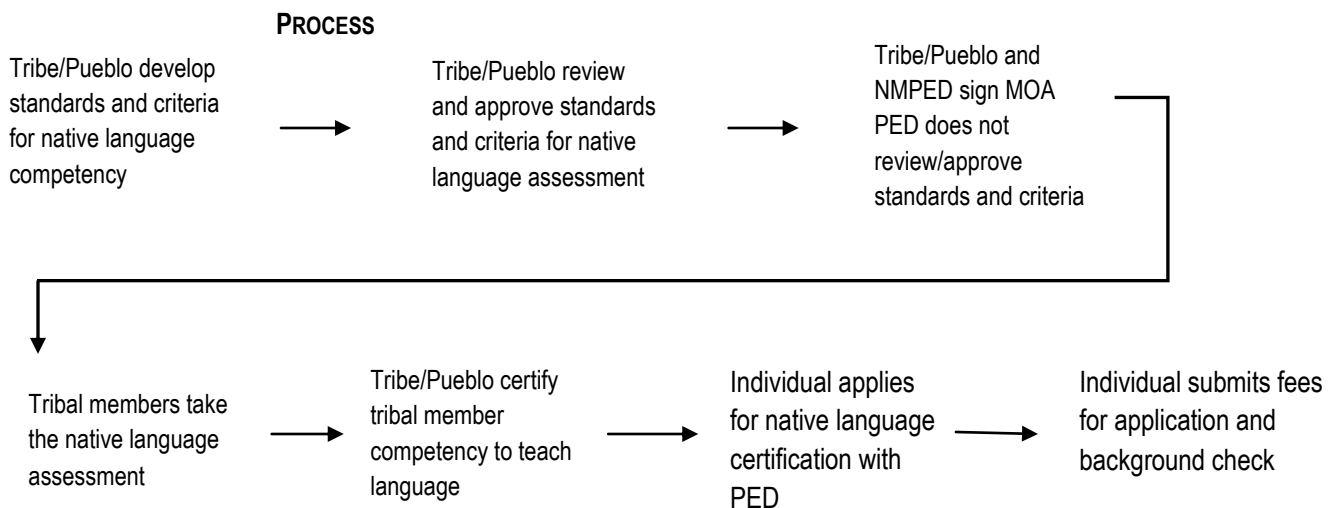 PROCESS
Tribe/Pueblo develop
standards and criteria
for native language
competency
Tribe/Pueblo review
and approve standards
and criteria for native
language assessment
Tribe/Pueblo and
NMPED sign MOA
PED does not
review/approve
standards and criteria
Tribal members take
the native language
assessment
Tribe/Pueblo certify
tribal member
competency to teach
language
Individual applies
for native language
certification with
PED
Individual submits fees
for application and
background check